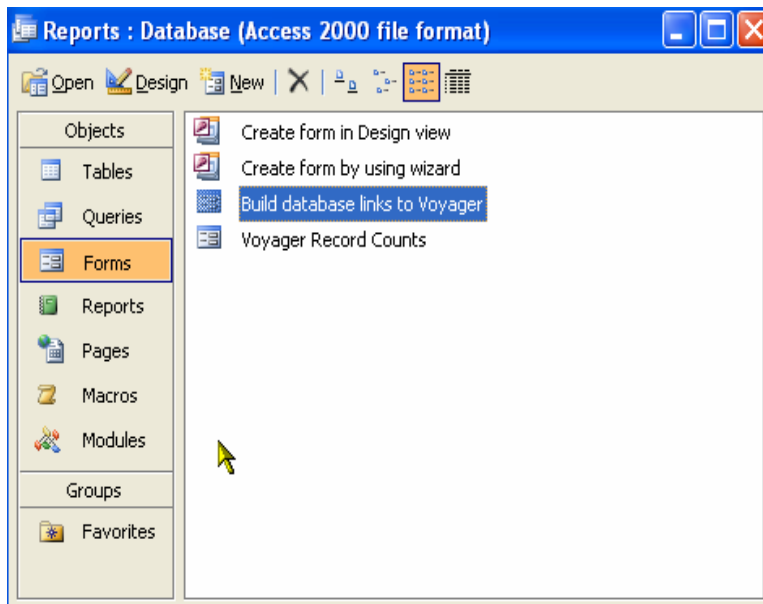 Reports : Database (Access 2000 file format)
Open Design New
Objects
Tables
Queries
Forms
Reports
Pages
Macros
Modules
Groups
Favorites
Create form in Design view
Create form by using wizard
Build database links to Voyager
Voyager Record Counts